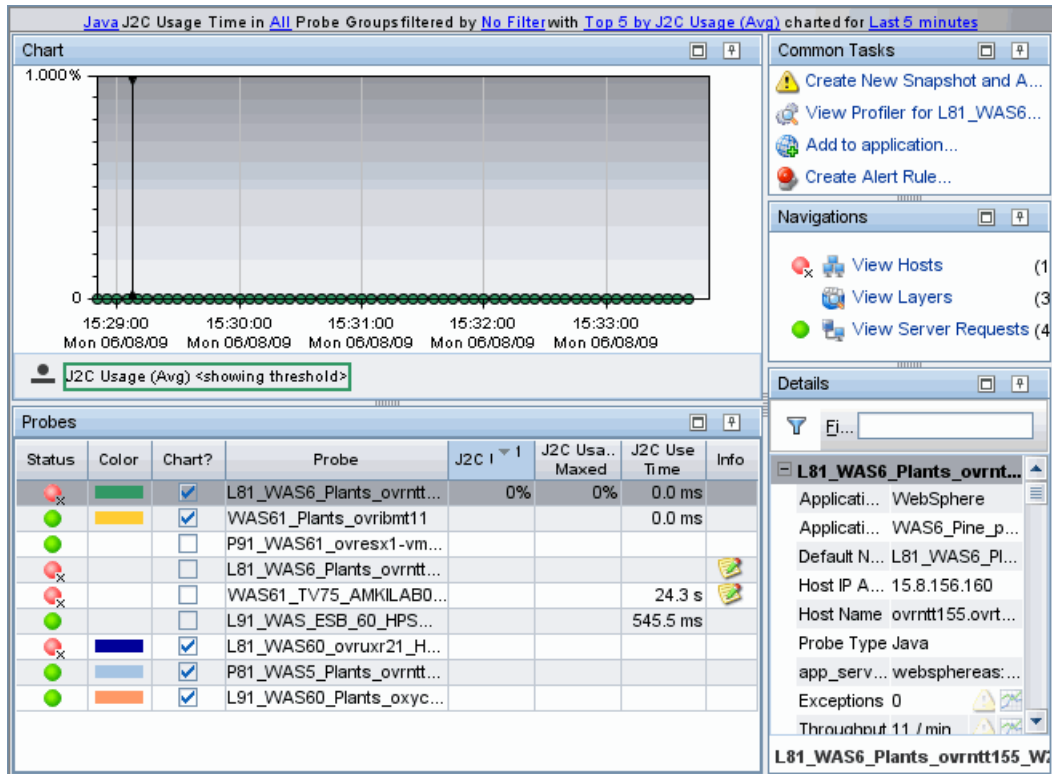 Java J2C Usage Time in All Probe Groups filtered by No Filter with Top 5 by J2C Usage (Avg) charted for Last 5 minutes
Chart
1.000%
0
15:29:00 15:30:00 15:31:00 15:32:00 15:33:00
Mon 06/08/09 Mon 06/08/09 Mon 06/08/09 Mon 06/08/09 Mon 06/08/09
J2C Usage (Avg) <showing threshold>
Probes
Status Color Chart? Probe J2C I 1 J2C Usa.. Maxed J2C Use Time Info
L81_WAS6_Plants_ovrntt... 0% 0% 0.0 ms
WAS61_Plants_ovribmt11 0.0 ms
P91_WAS61_ovresx1-vm...
L81_WAS6_Plants_ovrntt...
WAS61_TV75_AMKILAB0... 24.3 s
L91_WAS_ESB_60_HPS... 545.5 ms
L81_WAS60_ovruxr21_H...
P81_WAS5_Plants_ovrntt...
L91_WAS60_Plants_oxyc...
Common Tasks
Create New Snapshot and A...
View Profiler for L81_WAS6...
Add to application...
Create Alert Rule...
Navigations
View Hosts (1
View Layers (3
View Server Requests (4
Details
Fi...
L81_WAS6_Plants_ovrnt...
Applicati... WebSphere
Applicati... WAS6_Pine_p...
Default N... L81_WAS6_Pl...
Host IP A... 15.8.156.160
Host Name ovrntt155.ovrt...
Probe Type Java
app_serv... websphereas:...
Exceptions 0
Throughput 11 / min
L81_WAS6_Plants_ovrntt155_W